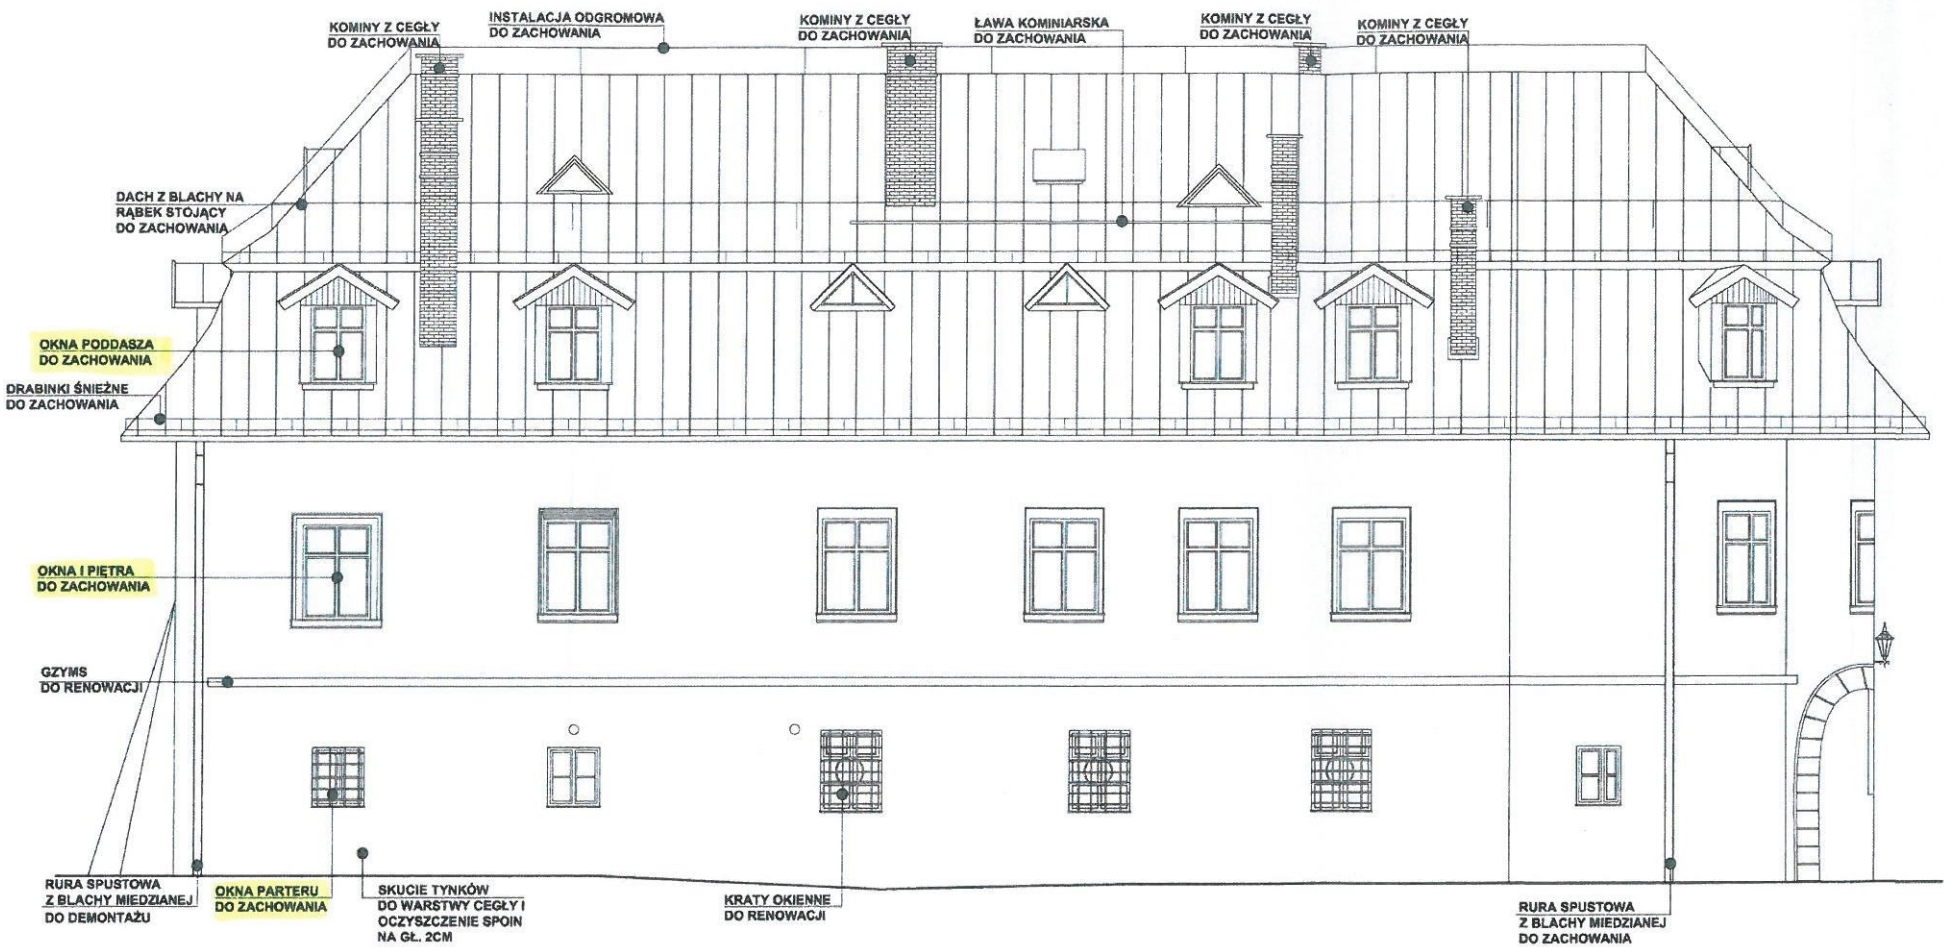 KOMINY Z CEGŁY
DO ZACHOWANIA
INSTALACJA ODGROMOWA
DO ZACHOWANIA
KOMINY Z CEGŁY
DO ZACHOWANIA
ŁAWA KOMINIARSKA
DO ZACHOWANIA
KOMINY Z CEGŁY
DO ZACHOWANIA
KOMINY Z CEGŁY
DO ZACHOWANIA
DACH Z BLACHY NA
RĄBEK STOJĄCY
DO ZACHOWANIA
OKNA PODDASZA
DO ZACHOWANIA
DRABINKI ŚNIEŻNE
DO ZACHOWANIA
OKNA I PIĘTRA
DO ZACHOWANIA
GZYMS
DO RENOWACJI
RURA SPUSTOWA
Z BLACHY MIEDZIANEJ
DO DEMONTAŻU
OKNA PARTERU
DO ZACHOWANIA
SKUCIE TYNKÓW
DO WARSTWY CEGŁY I
OCZYSZCZENIE SPOIN
NA GŁ. 2CM
KRATY OKIENNE
DO RENOWACJI
RURA SPUSTOWA
Z BLACHY MIEDZIANEJ
DO ZACHOWANIA